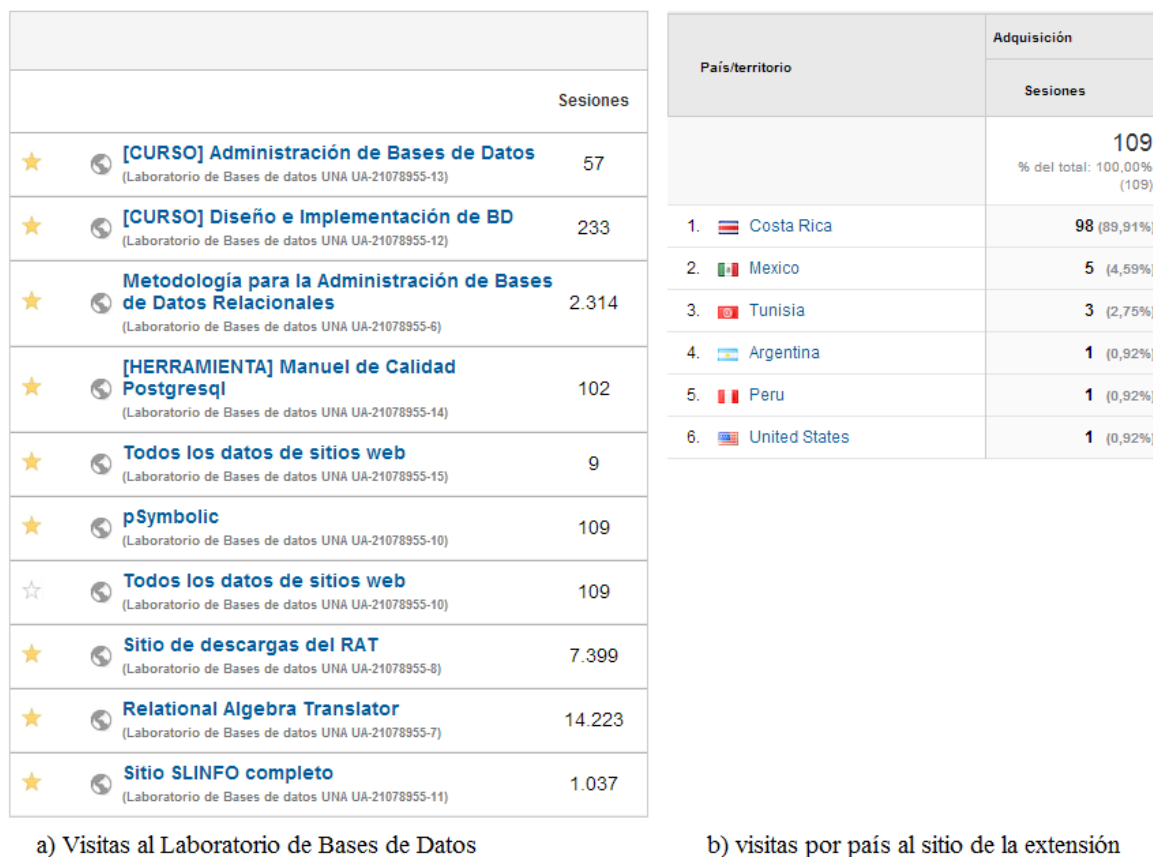 Sesiones
[CURSO] Administración de Bases de Datos
57
(Laboratorio de Bases de datos UNA UA-21078955-13)
[CURSO] Diseño e Implementación de BD
233
(Laboratorio de Bases de datos UNA UA-21078955-12)
Metodología para la Administración de Bases
de Datos Relacionales
2.314
(Laboratorio de Bases de datos UNA UA-21078955-6)
[HERRAMIENTA] Manuel de Calidad
Postgresql
102
(Laboratorio de Bases de datos UNA UA-21078955-14)
Todos los datos de sitios web
9
(Laboratorio de Bases de datos UNA UA-21078955-15)
pSymbolic
109
(Laboratorio de Bases de datos UNA UA-21078955-10)
Todos los datos de sitios web
109
(Laboratorio de Bases de datos UNA UA-21078955-10)
Sitio de descargas del RAT
7.399
(Laboratorio de Bases de datos UNA UA-21078955-8)
Relational Algebra Translator
14.223
(Laboratorio de Bases de datos UNA UA-21078955-7)
Sitio SLINFO completo
1.037
(Laboratorio de Bases de datos UNA UA-21078955-11)
a) Visitas al Laboratorio de Bases de Datos
País/territorio
Adquisición
Sesiones
109
% del total: 100,00%
(109)
1. Costa Rica 98 (89,91%)
2. Mexico 5 (4,59%)
3. Tunisia 3 (2,75%)
4. Argentina 1 (0,92%)
5. Peru 1 (0,92%)
6. United States 1 (0,92%)
b) visitas por país al sitio de la extensión